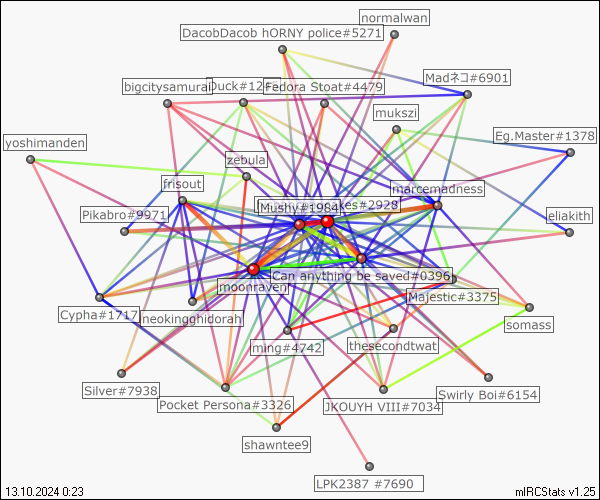 normalwan
DacobDacob hORNY police#5271
Madネコ#6901
bigcitysamurai
Duck#12
Fedora Stoat#4479
mukszi
Eg.Master#1378
yoshimanden
zebula
frisout
marcemadness
Mushy#1984
kes#2928
Pikabro#9971
eliakith
Can anything be saved#0396
moonraven
Majestic#3375
Cypha#1717
neokingghidorah
somass
ming#4742
thesecondtwat
Silver#7938
Pocket Persona#3326
JKOUYH VIII#7034
Swirly Boi#6154
shawntee9
LPK2387 #7690
13.10.2024 0:23
mIRCStats v1.25